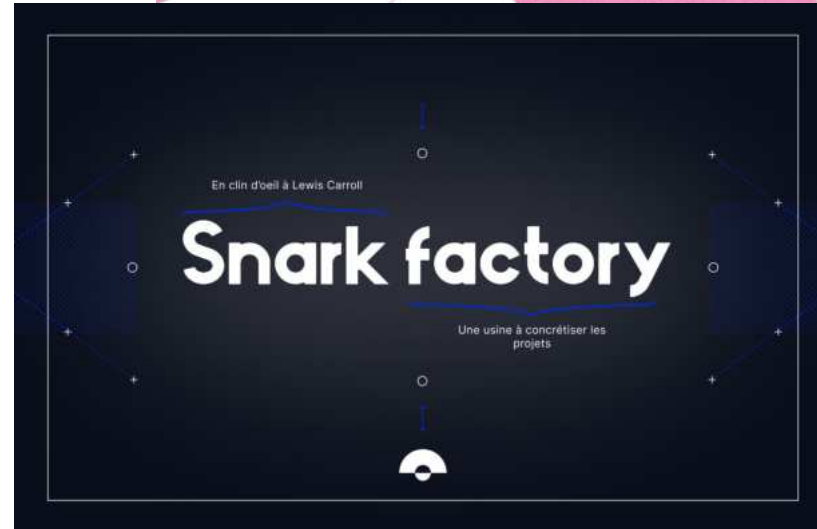 En clin d'oeil à Lewis Carroll
Snark factory
Une usine à concrétiser les
projets